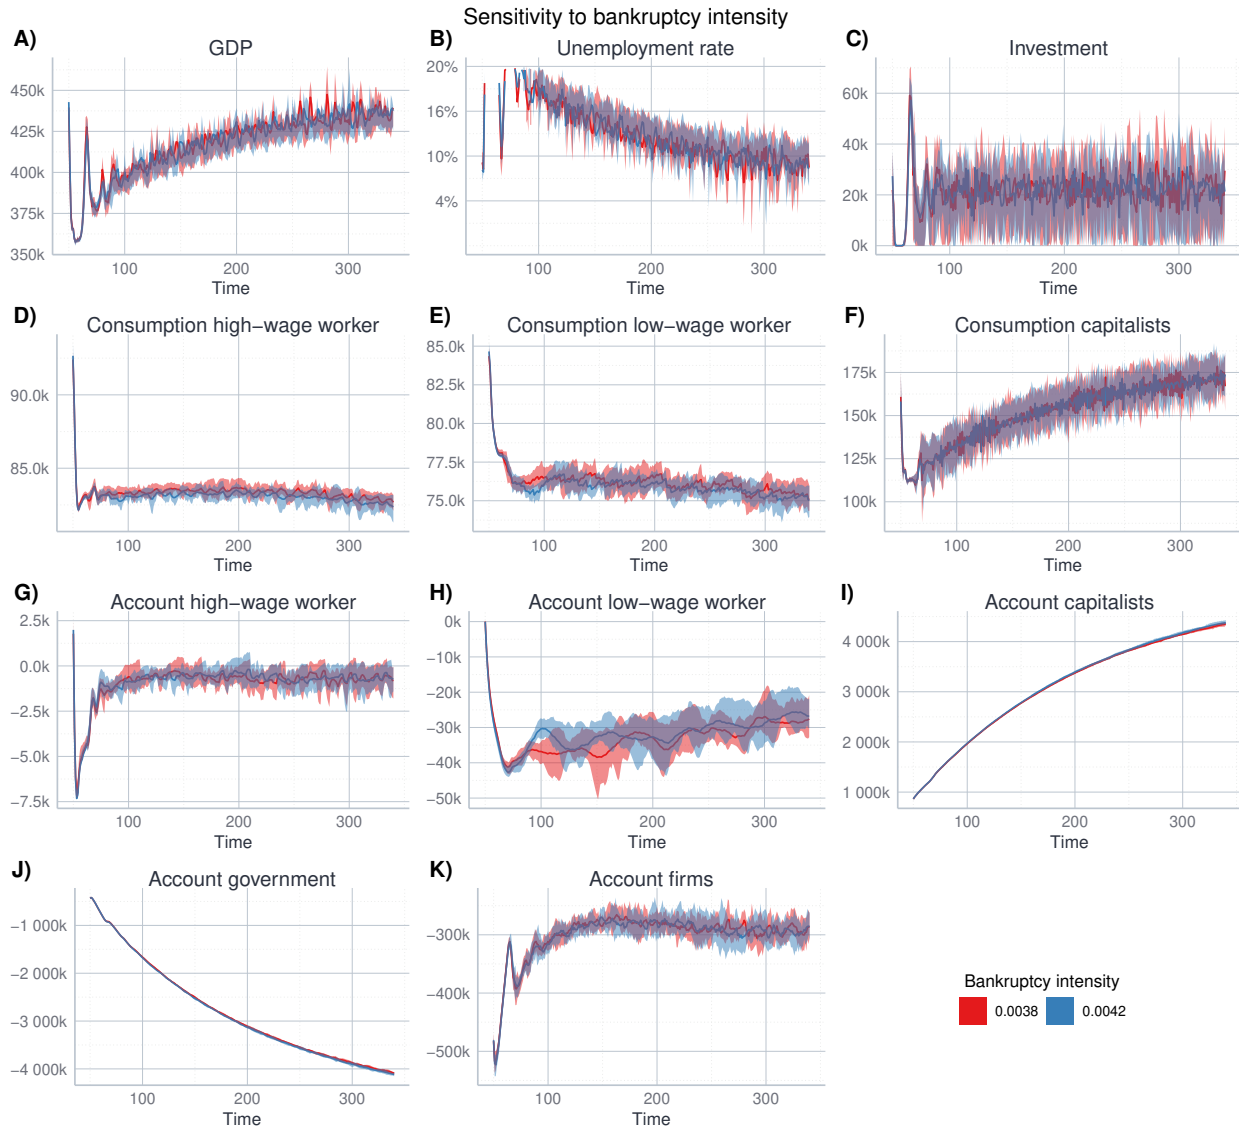 Sensitivity to bankruptcy intensity
A)
GDP
450k
425k
400k
375k
350k
100
200
300
Time
B)
Unemployment rate
20%
16%
10%
4%
100
200
300
Time
C)
Investment
60k
40k
20k
0k
100
200
300
Time
D)
Consumption high−wage worker
90.0k
85.0k
100
200
300
Time
E)
Consumption low−wage worker
85.0k
82.5k
80.0k
77.5k
75.0k
100
200
300
Time
F)
Consumption capitalists
175k
150k
125k
100k
100
200
300
Time
G)
Account high−wage worker
2.5k
0.0k
−2.5k
−5.0k
−7.5k
100
200
300
Time
H)
Account low−wage worker
0k
−10k
−20k
−30k
−40k
−50k
100
200
300
Time
I)
Account capitalists
4 000k
3 000k
2 000k
1 000k
100
200
300
Time
J)
Account government
−1 000k
−2 000k
−3 000k
−4 000k
100
200
300
Time
K)
Account firms
−300k
−400k
−500k
100
200
300
Time
Bankruptcy intensity
0.0038
0.0042